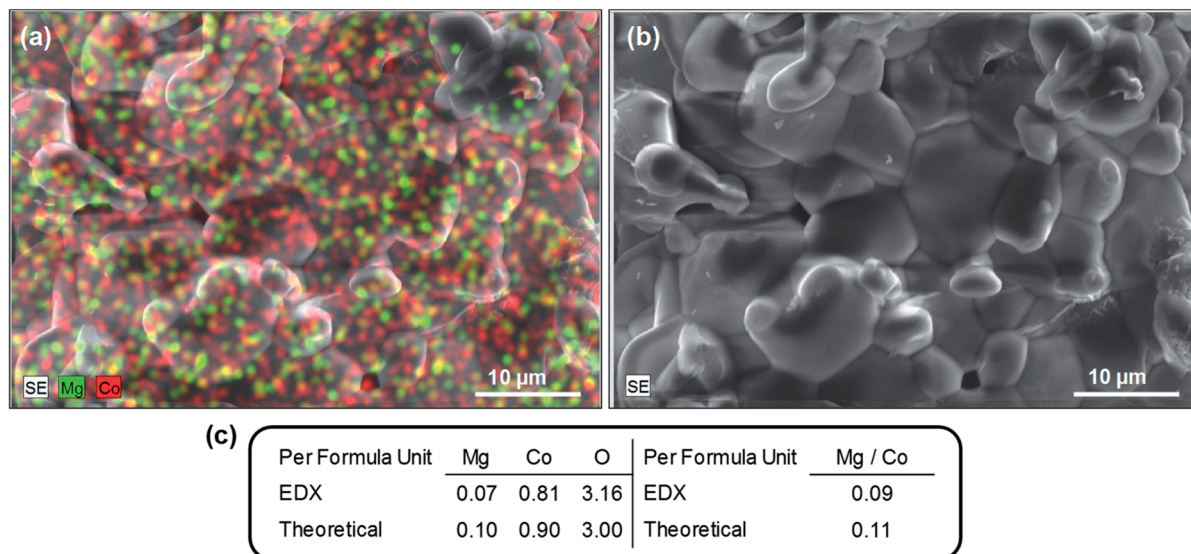 (a)
(b)
SE Mg Co
10 µm
SE
10 µm
(c)
Per Formula Unit Mg Co O Per Formula Unit Mg / Co
EDX 0.07 0.81 3.16 EDX 0.09
Theoretical 0.10 0.90 3.00 Theoretical 0.11